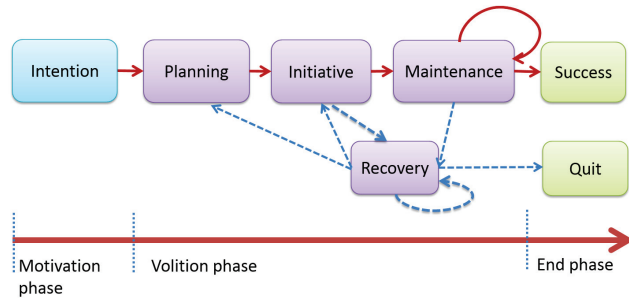 Intention
Planning
Initiative
Maintenance
Success
Recovery
Quit
Motivation
phase
Volition phase
End phase